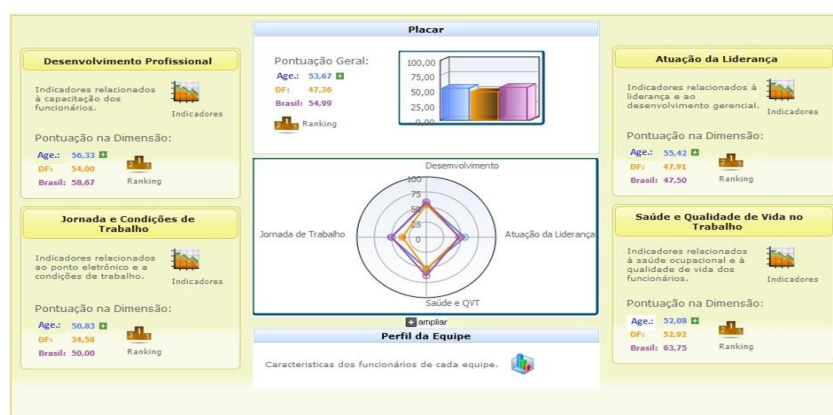 Desenvolvimento Profissional
Indicadores relacionados
à capacitação dos
funcionários.
Indicadores
Pontuação na Dimensão:
Age.: 56,33
DF: 54,00
Brasil: 58,67
Ranking
Jornada e Condições de
Trabalho
Indicadores relacionados
ao ponto eletrônico e a
condições de trabalho.
Indicadores
Pontuação na Dimensão:
Age.: 50,83
DF: 34,58
Brasil: 50,00
Ranking
Placar
Pontuação Geral:
Age.: 53,67
DF: 47,36
Brasil: 54,99
Ranking
100,00
75,00
50,00
25,00
0,00
Desemvolvimento
100
75
50
25
0
Jornada de Trabalho
Atuação da Liderança
Saúde e QVT
ampliar
Perfil da Equipe
Caracteristicas dos funcionários de cada equipe.
Atuação da Liderança
Indicadores relacionados à
liderança e ao
desenvolvimento gerencial.
Indicadores
Pontuação na Dimensão:
Age.: 55,42
DF: 47,91
Brasil: 47,50
Ranking
Saúde e Qualidade de Vida no
Trabalho
Indicadores relacionados
à saúde ocupacional e à
qualidade de vida dos
funcionários.
Indicadores
Pontuação na Dimensão:
Age.: 52,08
DF: 52,92
Brasil: 63,75
Ranking